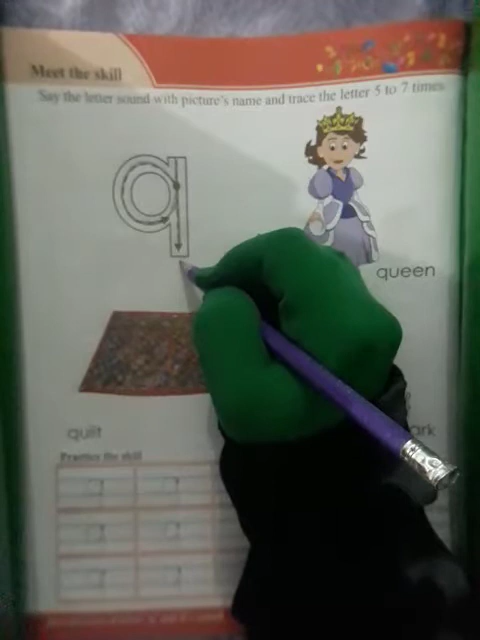 Meet the skill
Say the letter sound with picture's name and trace the letter 5 to 7 times
q
queen
quilt
ark
Practice the skill